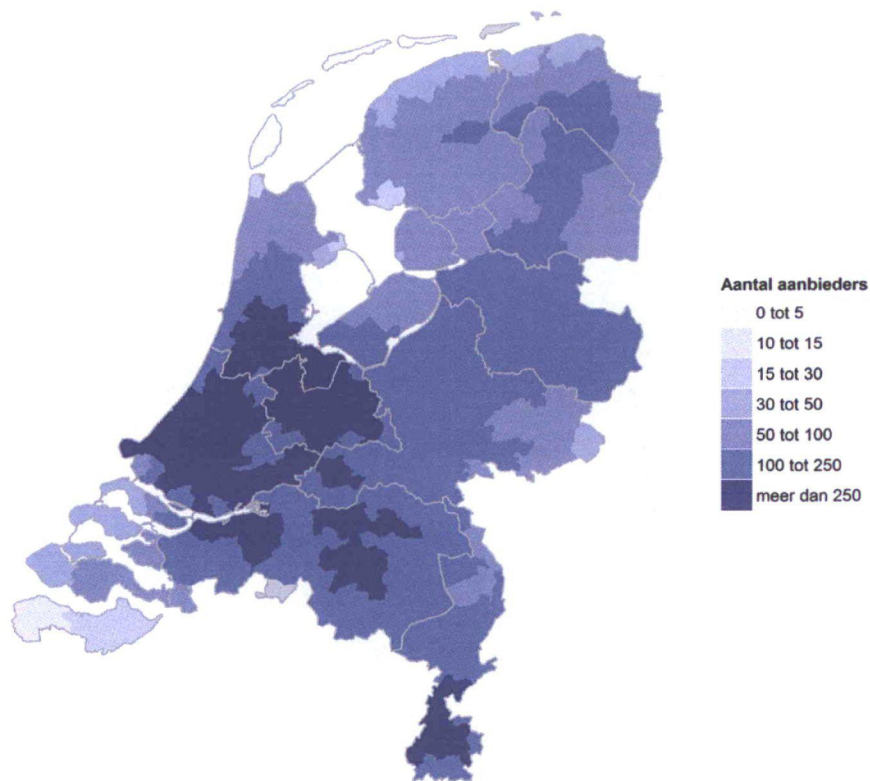 Aantal aanbieders
0 tot 5
10 tot 15
15 tot 30
30 tot 50
50 tot 100
100 tot 250
meer dan 250